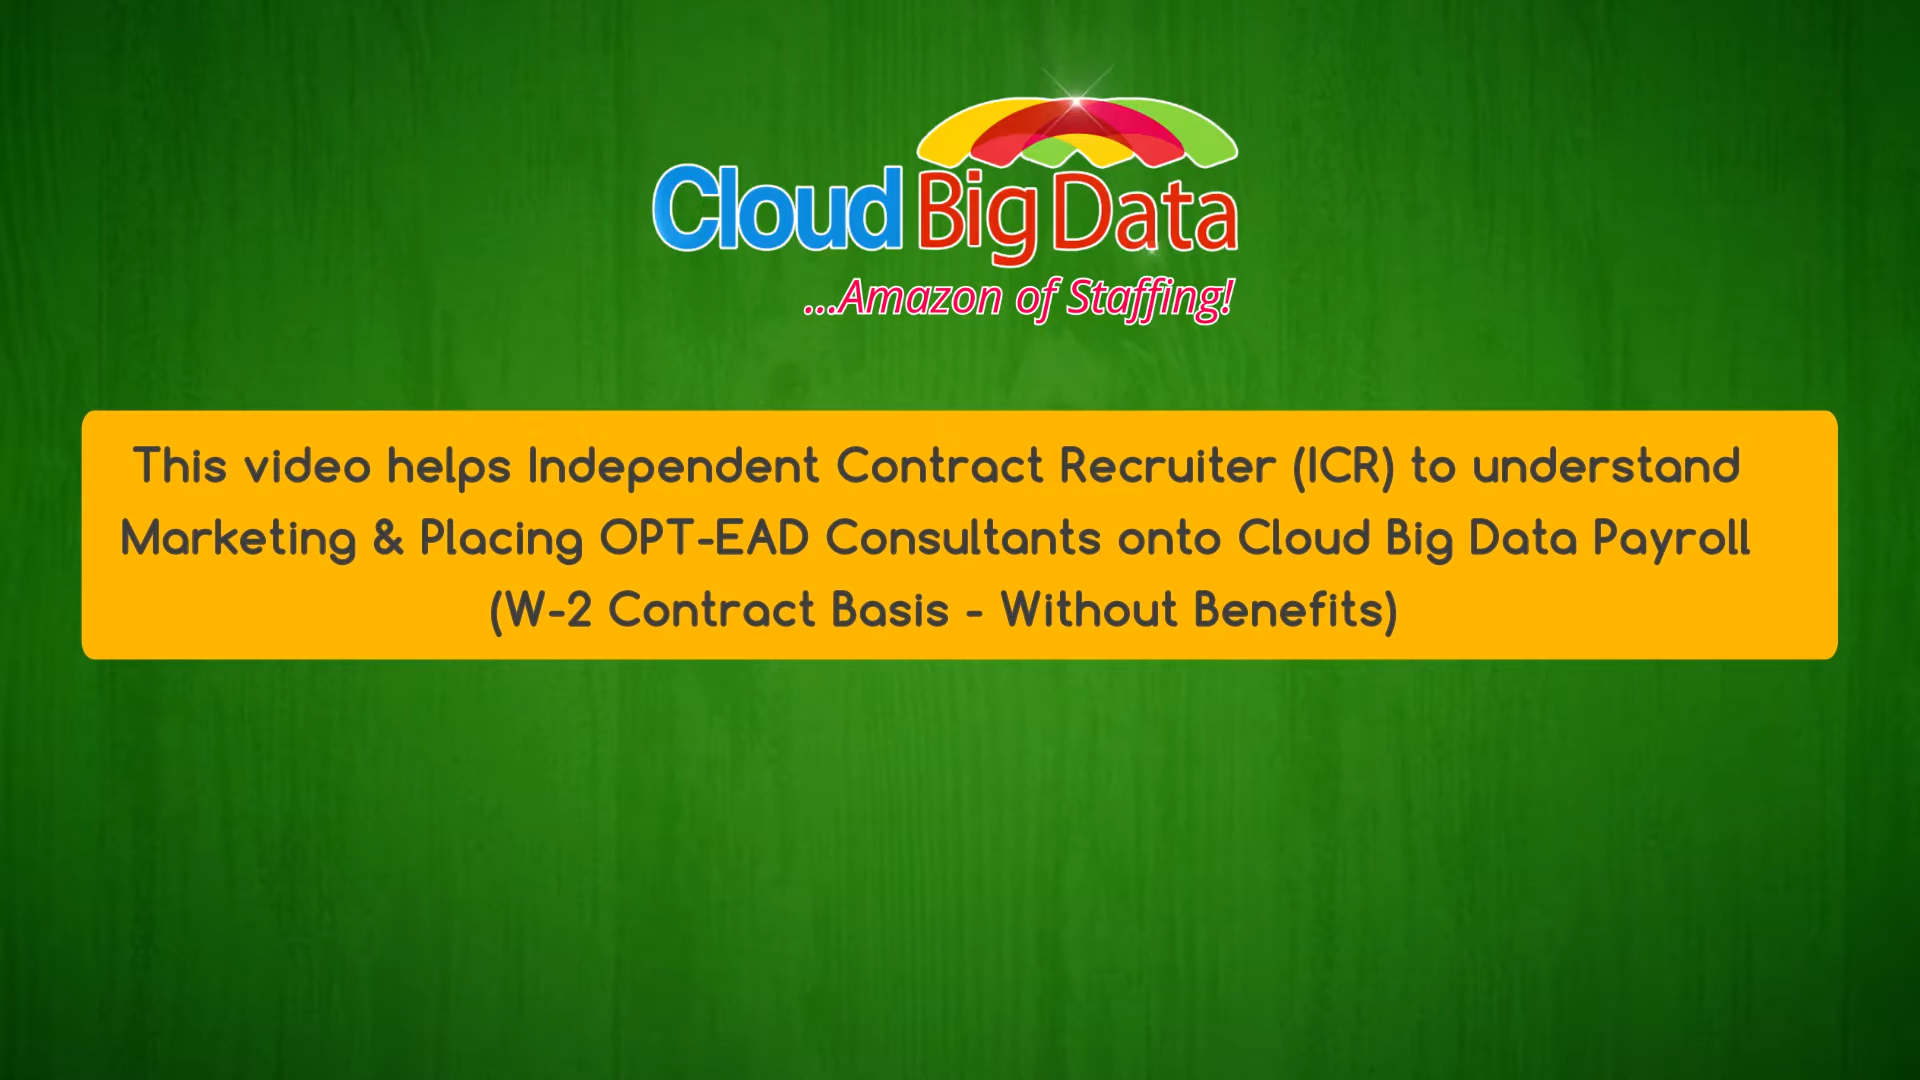 Cloud Big Data
...Amazon of Staffing!
This video helps Independent Contract Recruiter (ICR) to understand
Marketing & Placing OPT-EAD Consultants onto Cloud Big Data Payroll
(W-2 Contract Basis - Without Benefits)